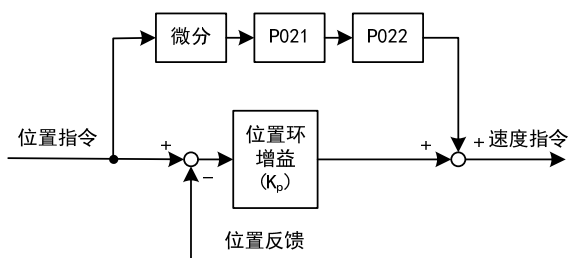 微分
P021
P022
位置指令
+
−
位置环
增益
(Kp)
+
+
速度指令
位置反馈